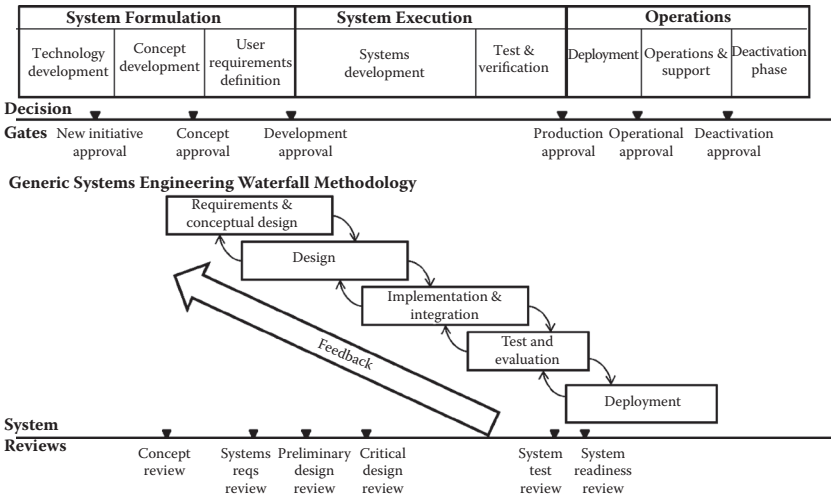 System Formulation
System Execution
Operations
Technology
development
Concept
development
User
requirements
definition
Systems
development
Test &
verification
Deployment
Operations &
support
Deactivation
phase
Decision
Gates
New initiative
approval
Concept
approval
Development
approval
Production
approval
Operational
approval
Deactivation
approval
Generic Systems Engineering Waterfall Methodology
Requirements &
conceptual design
Design
Implementation &
integration
Test and
evaluation
Deployment
Feedback
System
Reviews
Concept
review
Systems
reqs
review
Preliminary
design
review
Critical
design
review
System
test
review
System
readiness
review